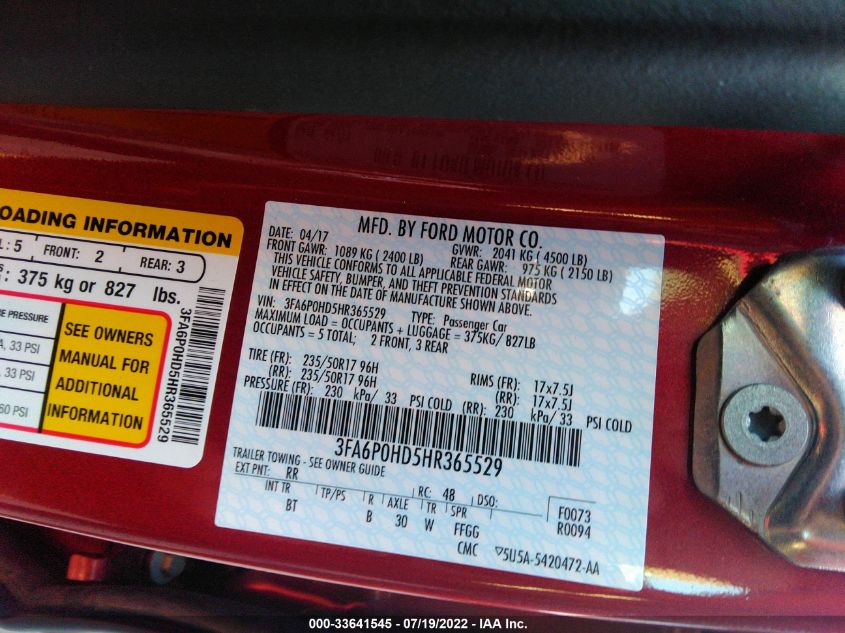 OADING INFORMATION
L : 5 FRONT: 2 REAR: 3
: 375 kg or 827 lbs.
RE PRESSURE
A, 33 PSI
, 33 PSI
60 PSI
SEE OWNERS
MANUAL FOR
ADDITIONAL
INFORMATION
3FA6P0HD5HR365529
MFD. BY FORD MOTOR CO.
DATE: 04/17 GVWR: 2041 KG ( 4500 LB)
FRONT GAWR: 1089 KG ( 2400 LB) REAR GAWR: 975 KG ( 2150 LB)
THIS VEHICLE CONFORMS TO ALL APPLICABLE FEDERAL MOTOR
VEHICLE SAFETY, BUMPER, AND THEFT PREVENTION STANDARDS
IN EFFECT ON THE DATE OF MANUFACTURE SHOWN ABOVE.
VIN: 3FA6P0HD5HR365529 TYPE: Passenger Car
MAXIMUM LOAD = OCCUPANTS + LUGGAGE = 375KG/ 827LB
OCCUPANTS = 5 TOTAL; 2 FRONT, 3 REAR
TIRE (FR): 235/50R17 96H RIMS (FR): 17x7.5J
(RR): 235/50R17 96H (RR): 17x7.5J
PRESSURE (FR): 230 kPa/ 33 PSI COLD (RR): 230 kPa/ 33 PSI COLD
3FA6P0HD5HR365529
TRAILER TOWING - SEE OWNER GUIDE
EXT PNT: RR RC: 48 DSO:
INT TR TP/PS R AXLE TR SPR F0073
BT B 30 W FFGG R0094
CMC ▽5U5A-5420472-AA
000-33641545 - 07/19/2022 - IAA Inc.